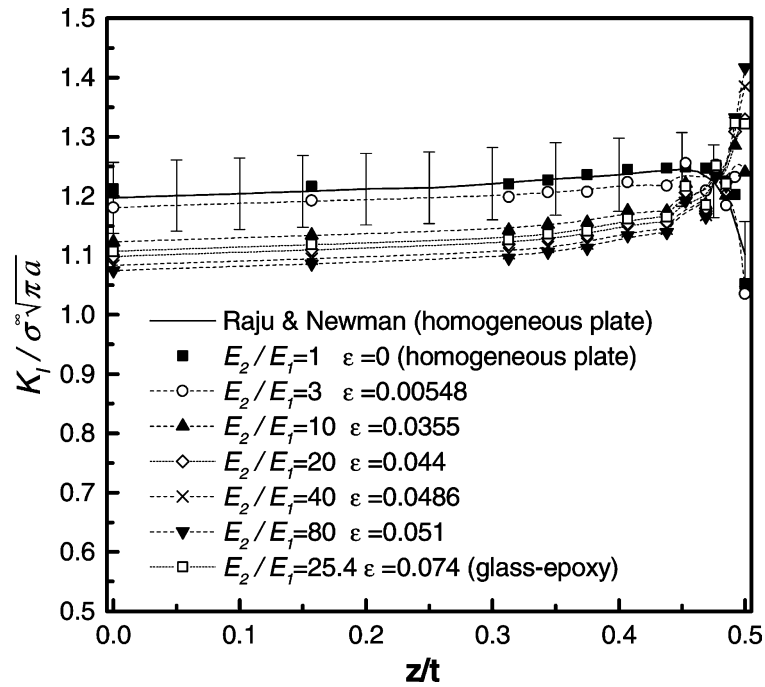 1.5
1.4
1.3
1.2
1.1
1.0
0.9
0.8
0.7
0.6
0.5
K_I / σ^∞ √πa
Raju & Newman (homogeneous plate)
E_2 / E_1=1 ε=0 (homogeneous plate)
E_2 / E_1=3 ε=0.00548
E_2 / E_1=10 ε=0.0355
E_2 / E_1=20 ε=0.044
E_2 / E_1=40 ε=0.0486
E_2 / E_1=80 ε=0.051
E_2 / E_1=25.4 ε=0.074 (glass-epoxy)
0.0 0.1 0.2 0.3 0.4 0.5
z/t